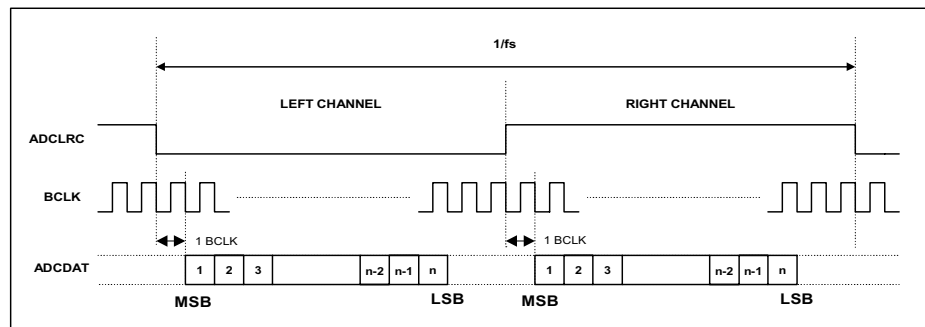 1/fs
LEFT CHANNEL RIGHT CHANNEL
ADCLRC
BCLK
1 BCLK 1 BCLK
ADCDAT 1 2 3 n-2 n-1 n 1 2 3 n-2 n-1 n
MSB LSB MSB LSB